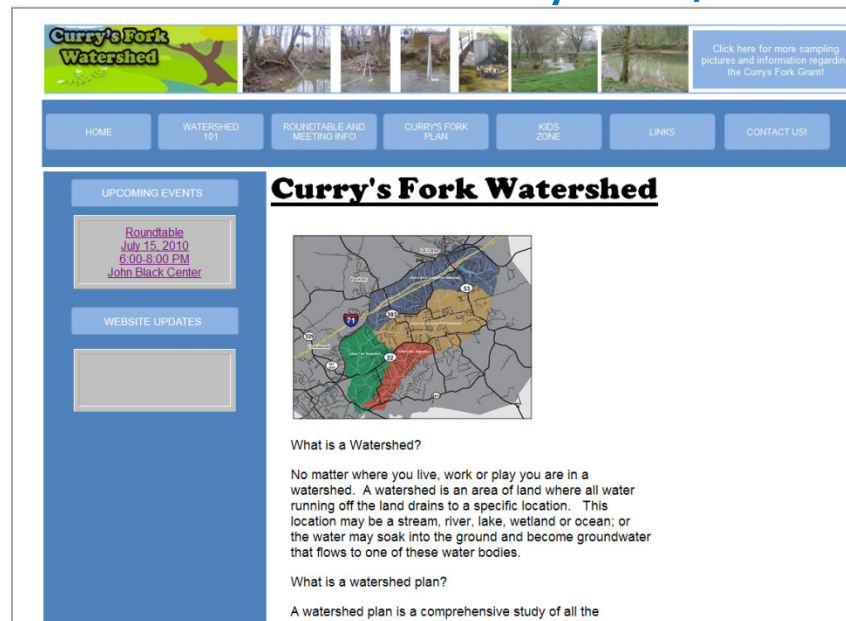 Curry's Fork
Watershed
Click here for more sampling
pictures and information regardin
the Currys Fork Grant!
HOME
WATERSHED
101
ROUNDTABLE AND
MEETING INFO
CURRY'S FORK
PLAN
KIDS
ZONE
LINKS
CONTACT US!
UPCOMING EVENTS
Roundtable
July 15, 2010
6:00-8:00 PM
John Black Center
WEBSITE UPDATES
Curry's Fork Watershed
71
53
393
22
What is a Watershed?
No matter where you live, work or play you are in a
watershed. A watershed is an area of land where all water
running off the land drains to a specific location. This
location may be a stream, river, lake, wetland or ocean; or
the water may soak into the ground and become groundwater
that flows to one of these water bodies.
What is a watershed plan?
A watershed plan is a comprehensive study of all the